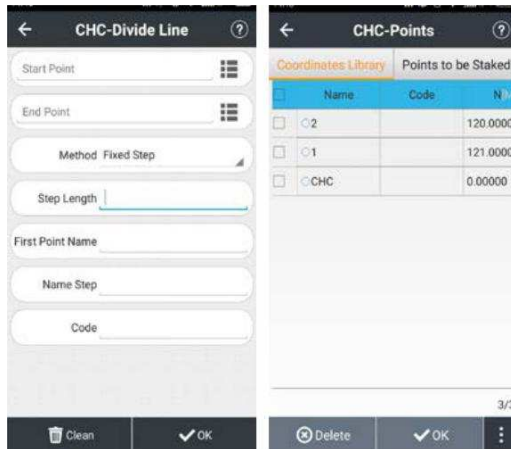 CHC-Divide Line
?
Start Point
End Point
Method Fixed Step
Step Length
First Point Name
Name Step
Code
Clean
OK
CHC-Points
?
Coordinates Library Points to be Staked
Name Code N
2 120.0000
1 121.0000
CHC 0.00000
3/3
Delete
OK